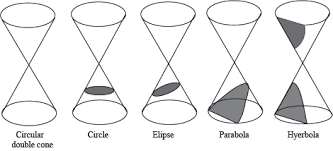 Circular
double cone
Circle
Elipse
Parabola
Hyerbola